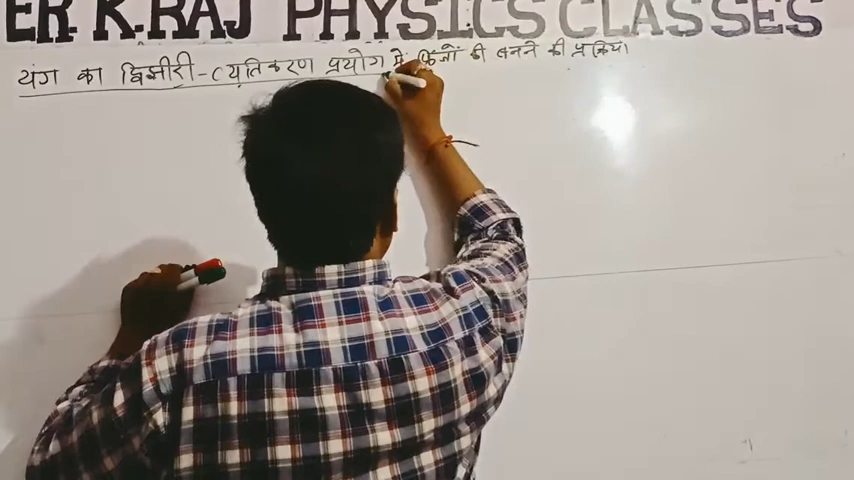 ER. K.RAJ PHYSICS CLASSES
यंग का द्विझीरी-व्यतिकरण प्रयोग में फ्रिंजों की बनने की प्रक्रिया